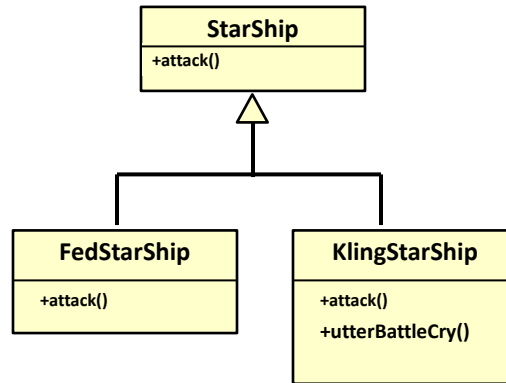 StarShip
+attack()
FedStarShip
+attack()
KlingStarShip
+attack()
+utterBattleCry()